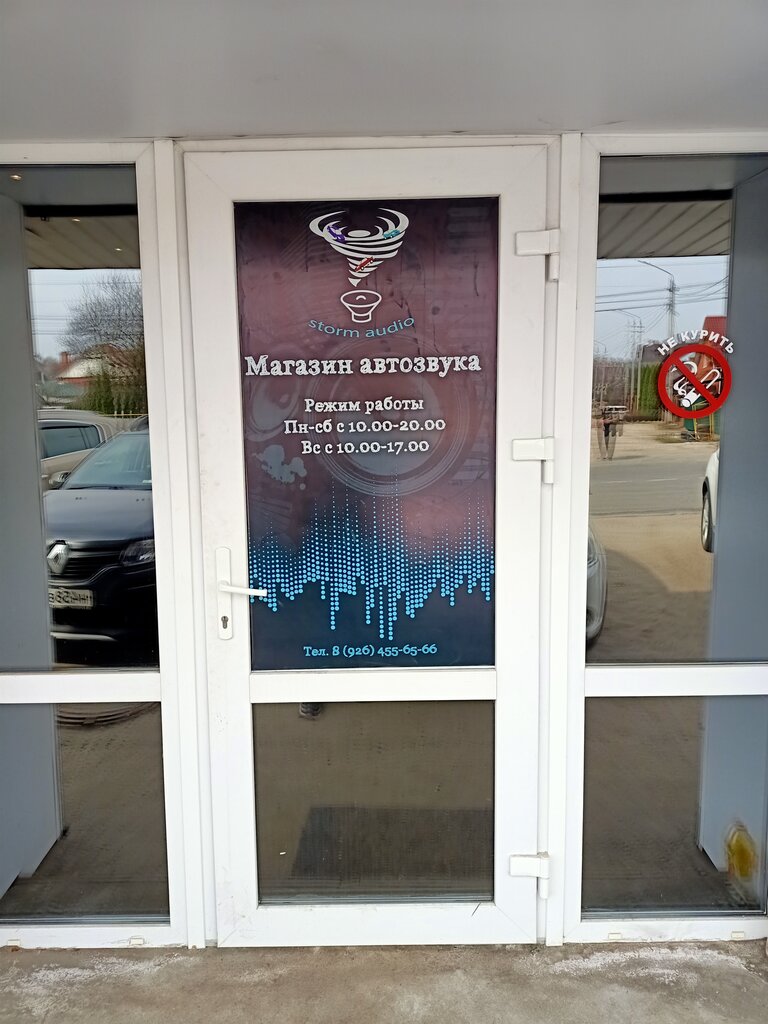 storm audio
Магазин автозвука
Режим работы
Пн-сб с 10.00-20.00
Вс с 10.00-17.00
Тел. 8 (926) 455-65-66
НЕ КУРИТЬ